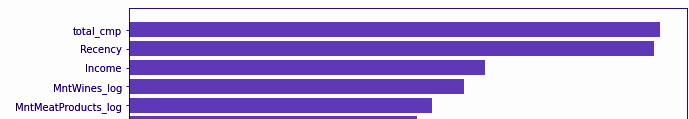 total_cmp
Recency
Income
MntWines_log
MntMeatProducts_log